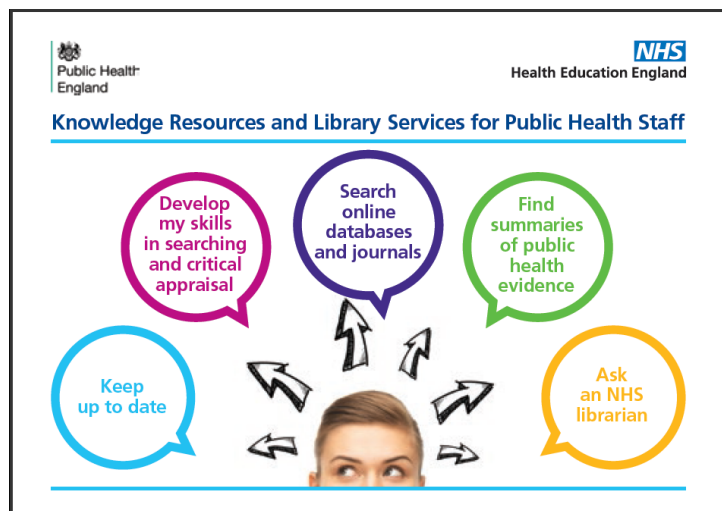 Public Health
England
NHS
Health Education England
Knowledge Resources and Library Services for Public Health Staff
Develop
my skills
in searching
and critical
appraisal
Search
online
databases
and journals
Find
summaries
of public
health
evidence
Keep
up to date
Ask
an NHS
librarian